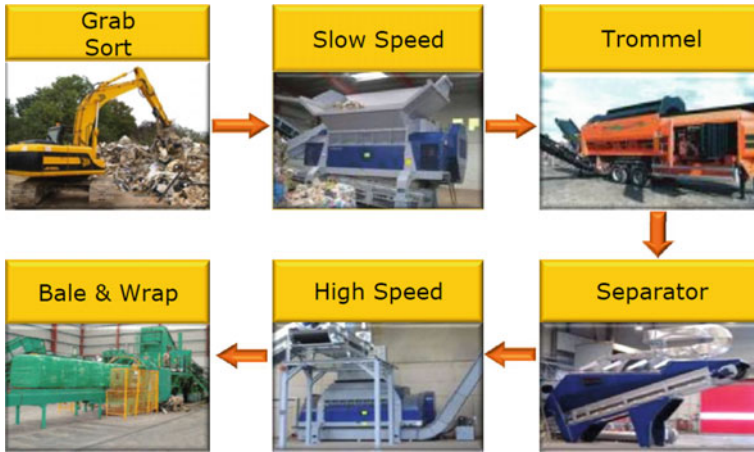 Grab
Sort
Slow Speed
Trommel
Separator
High Speed
Bale & Wrap